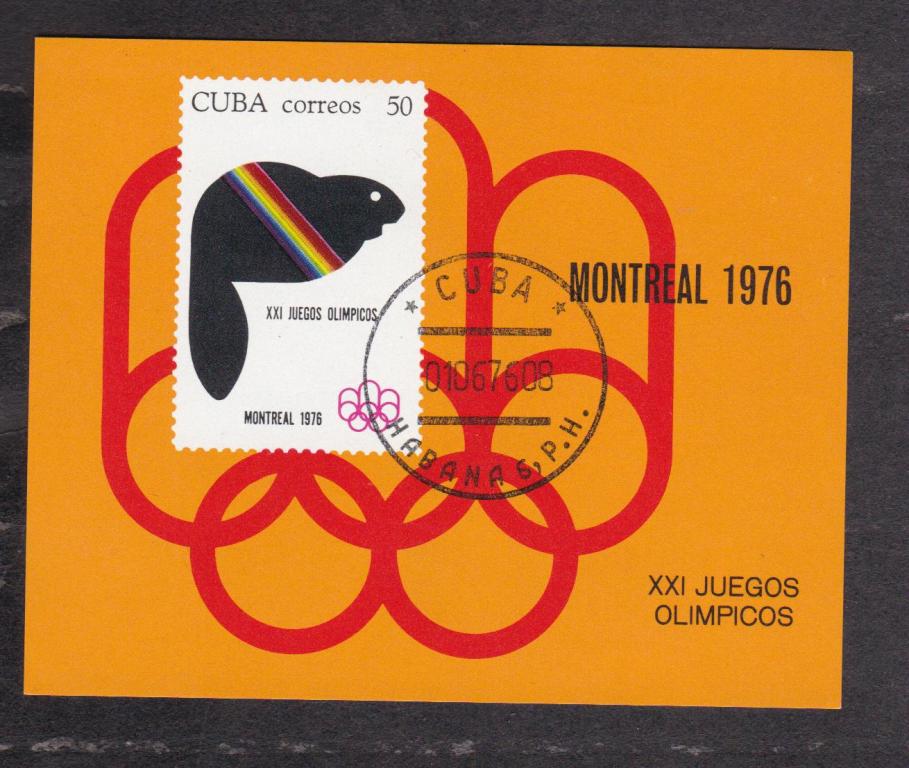 CUBA correos 50
XXI JUEGOS OLIMPICOS
MONTREAL 1976
MONTREAL 1976
★ CUBA ★
01067608
HABANA 6, P.H.
XXI JUEGOS
OLIMPICOS